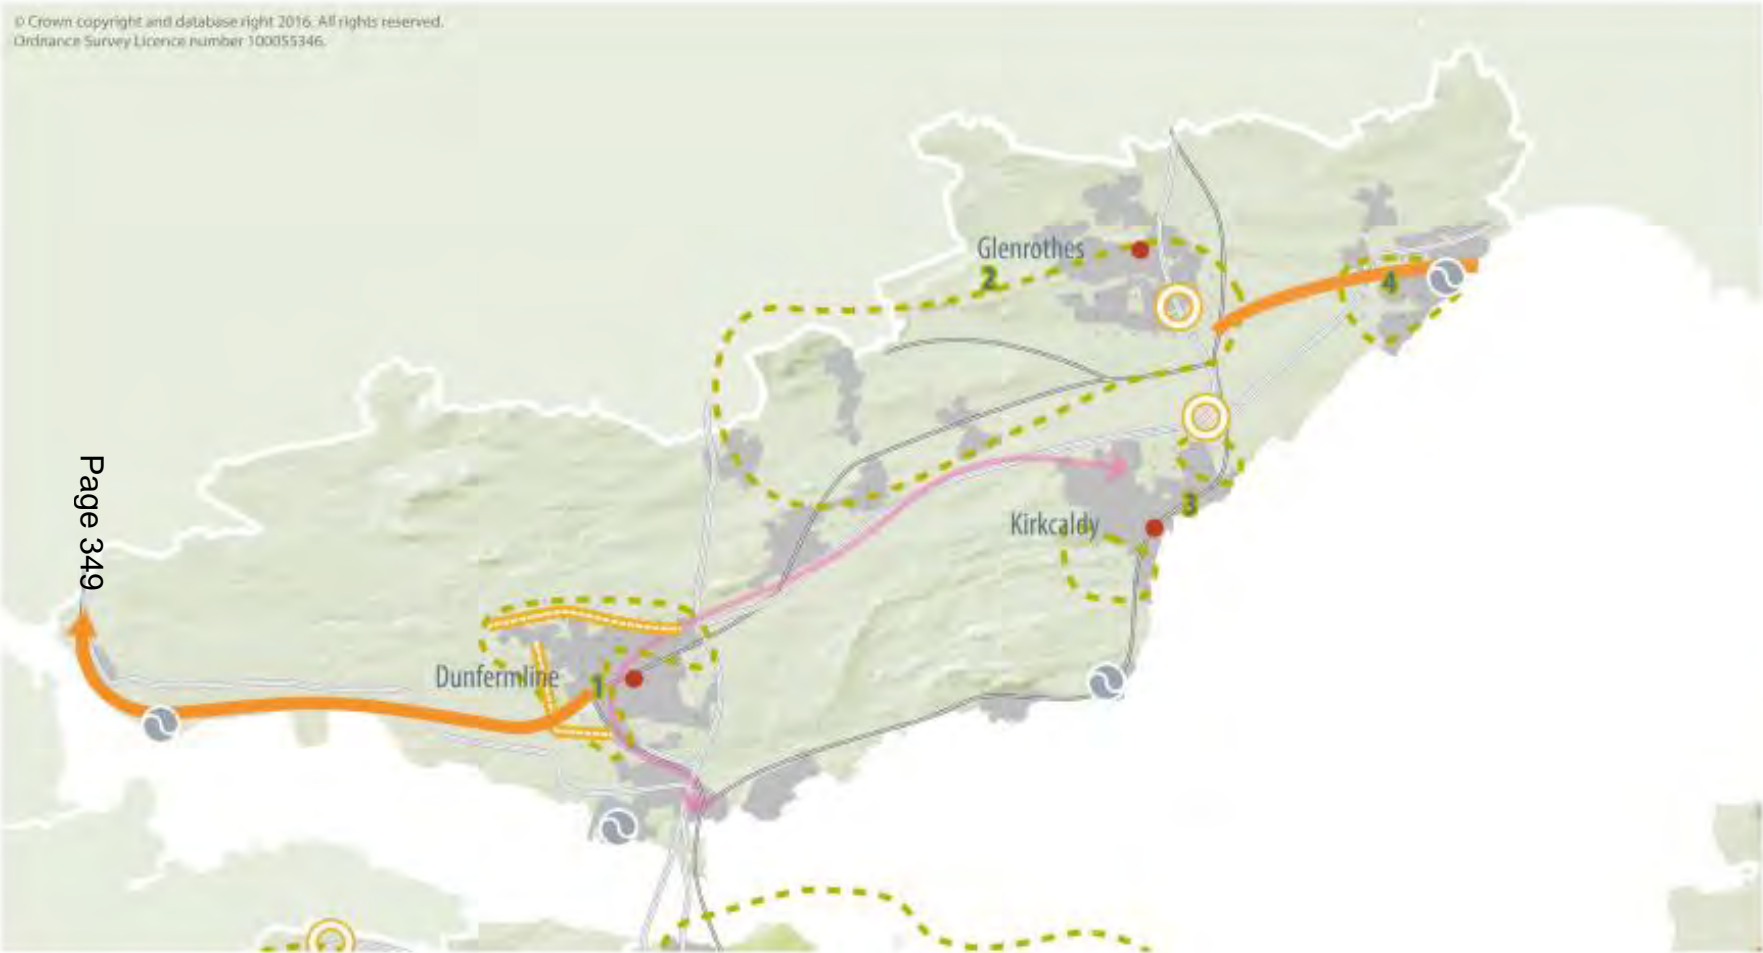 © Crown copyright and database right 2016. All rights reserved.
Ordnance Survey Licence number 100055346.
Glenrothes
2
4
Page 349
3
Kirkcaldy
Dunfermline
1